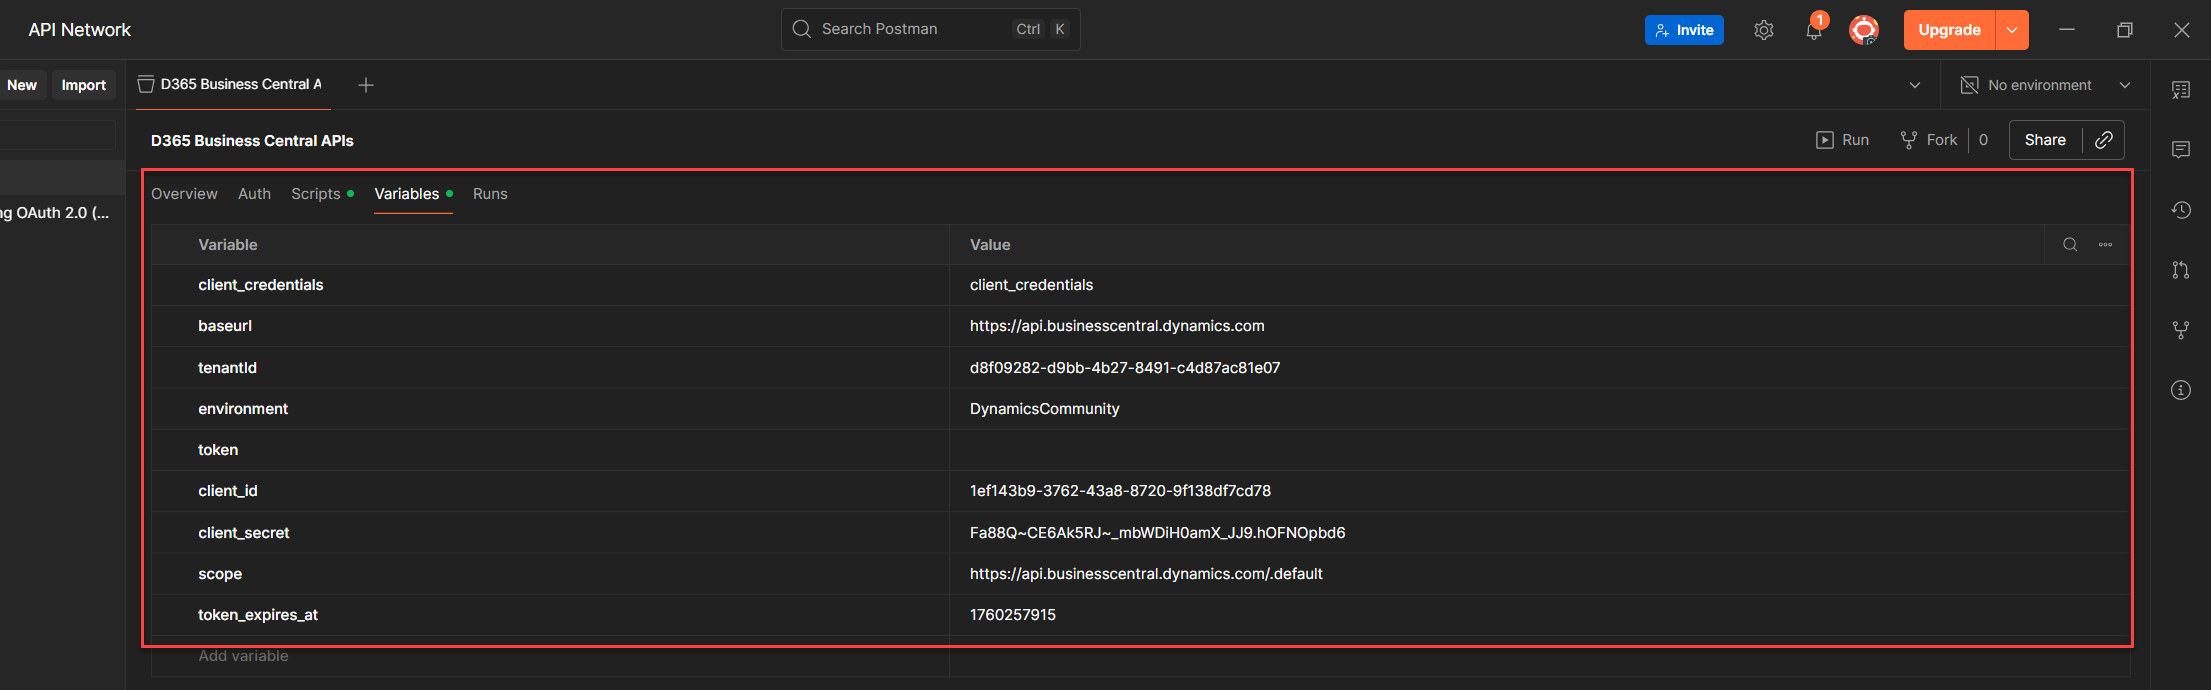 API Network
Search Postman Ctrl K
Invite
1
Upgrade
New Import
D365 Business Central A
No environment
D365 Business Central APIs
Run Fork 0 Share
Overview Auth Scripts Variables Runs
ng OAuth 2.0 (...
Variable Value
client_credentials client_credentials
baseurl https://api.businesscentral.dynamics.com
tenantId d8f09282-d9bb-4b27-8491-c4d87ac81e07
environment DynamicsCommunity
token
client_id 1ef143b9-3762-43a8-8720-9f138df7cd78
client_secret Fa88Q~CE6Ak5RJ~_mbWDiH0amX_JJ9.hOFNOpbd6
scope https://api.businesscentral.dynamics.com/.default
token_expires_at 1760257915
Add variable